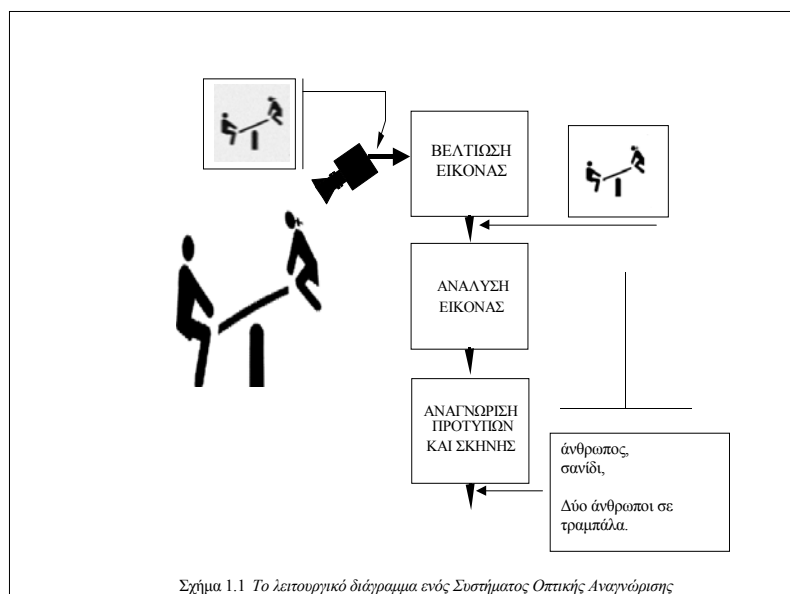 ΒΕΛΤΙΩΣΗ
ΕΙΚΟΝΑΣ
ΑΝΑΛΥΣΗ
ΕΙΚΟΝΑΣ
ΑΝΑΓΝΩΡΙΣΗ
ΠΡΟΤΥΠΩΝ
ΚΑΙ ΣΚΗΝΗΣ
άνθρωπος,
σανίδι,
Δύο άνθρωποι σε
τραμπάλα.
Σχήμα 1.1 Το λειτουργικό διάγραμμα ενός Συστήματος Οπτικής Αναγνώρισης